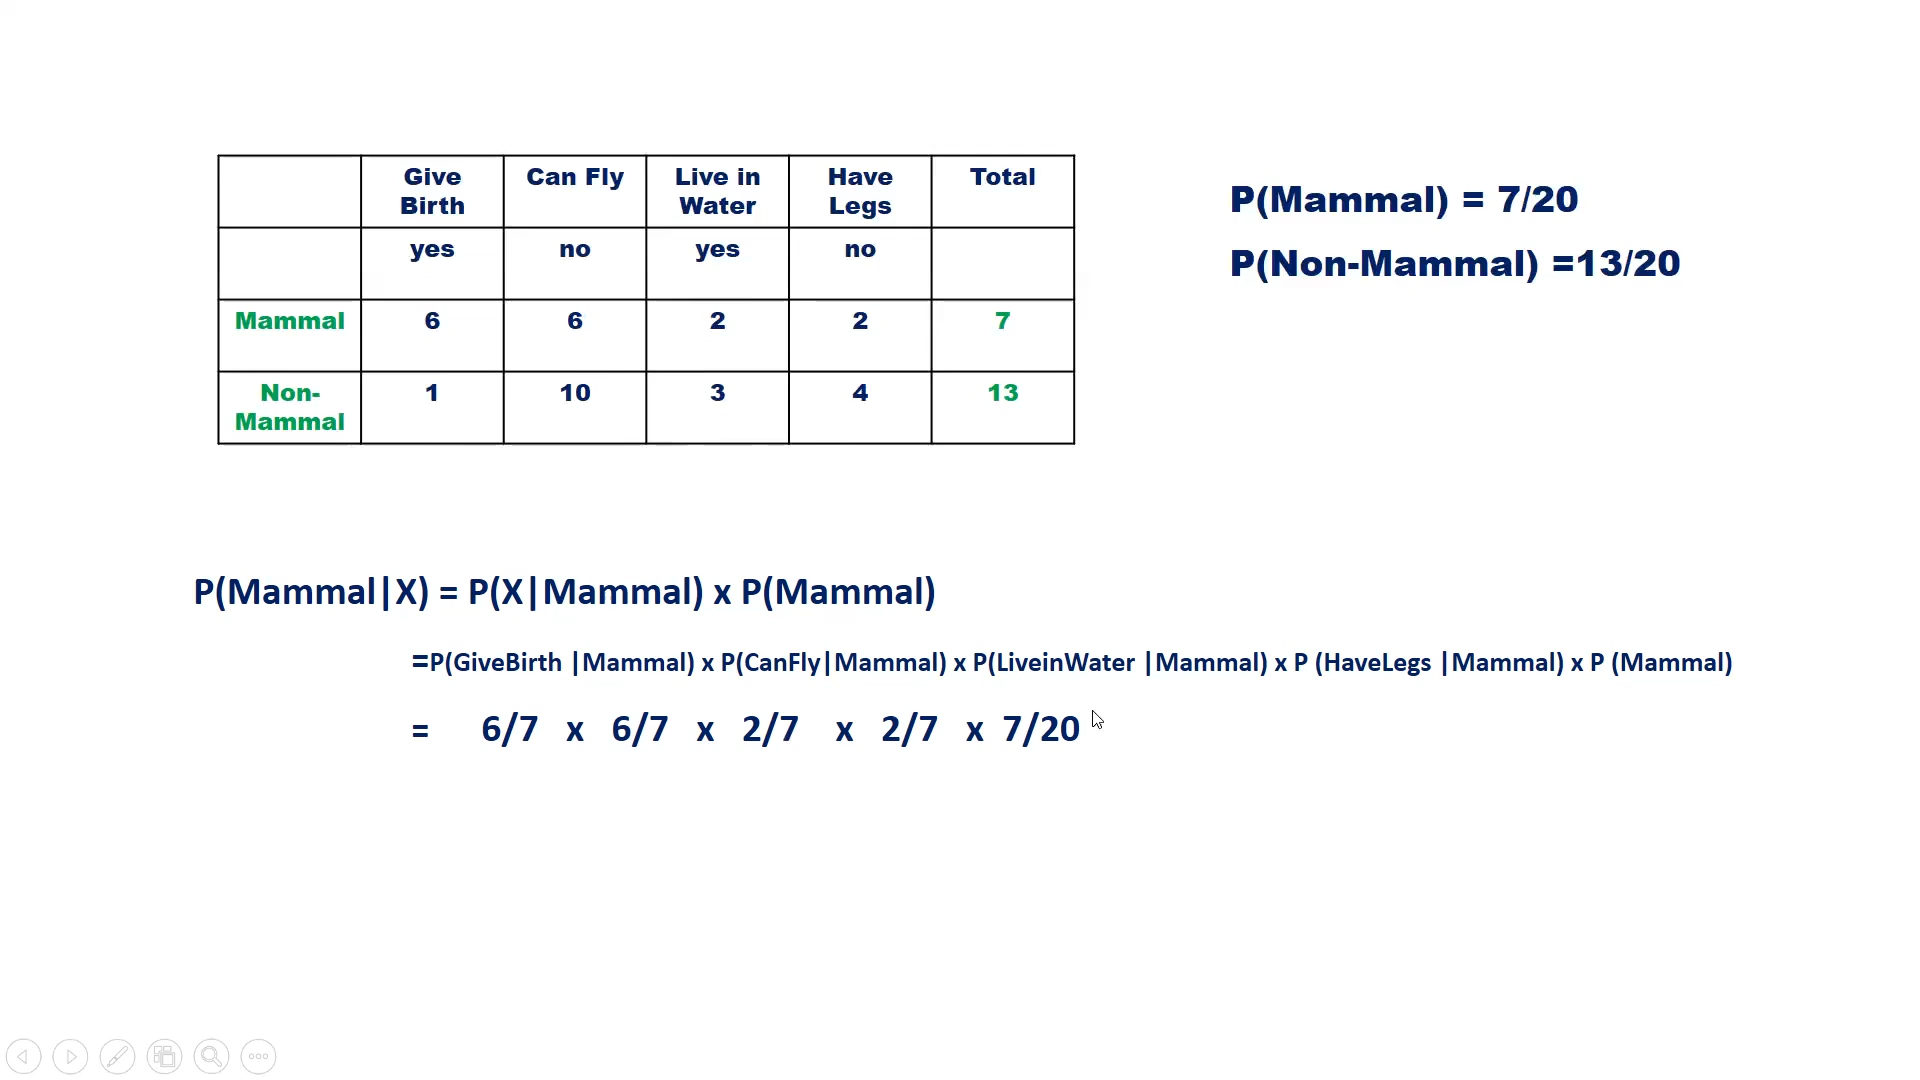 Give Birth Can Fly Live in Water Have Legs Total
yes no yes no
Mammal 6 6 2 2 7
Non-Mammal 1 10 3 4 13
P(Mammal) = 7/20
P(Non-Mammal) =13/20
P(Mammal|X) = P(X|Mammal) x P(Mammal)
=P(GiveBirth |Mammal) x P(CanFly|Mammal) x P(LiveinWater |Mammal) x P (HaveLegs |Mammal) x P (Mammal)
= 6/7 x 6/7 x 2/7 x 2/7 x 7/20